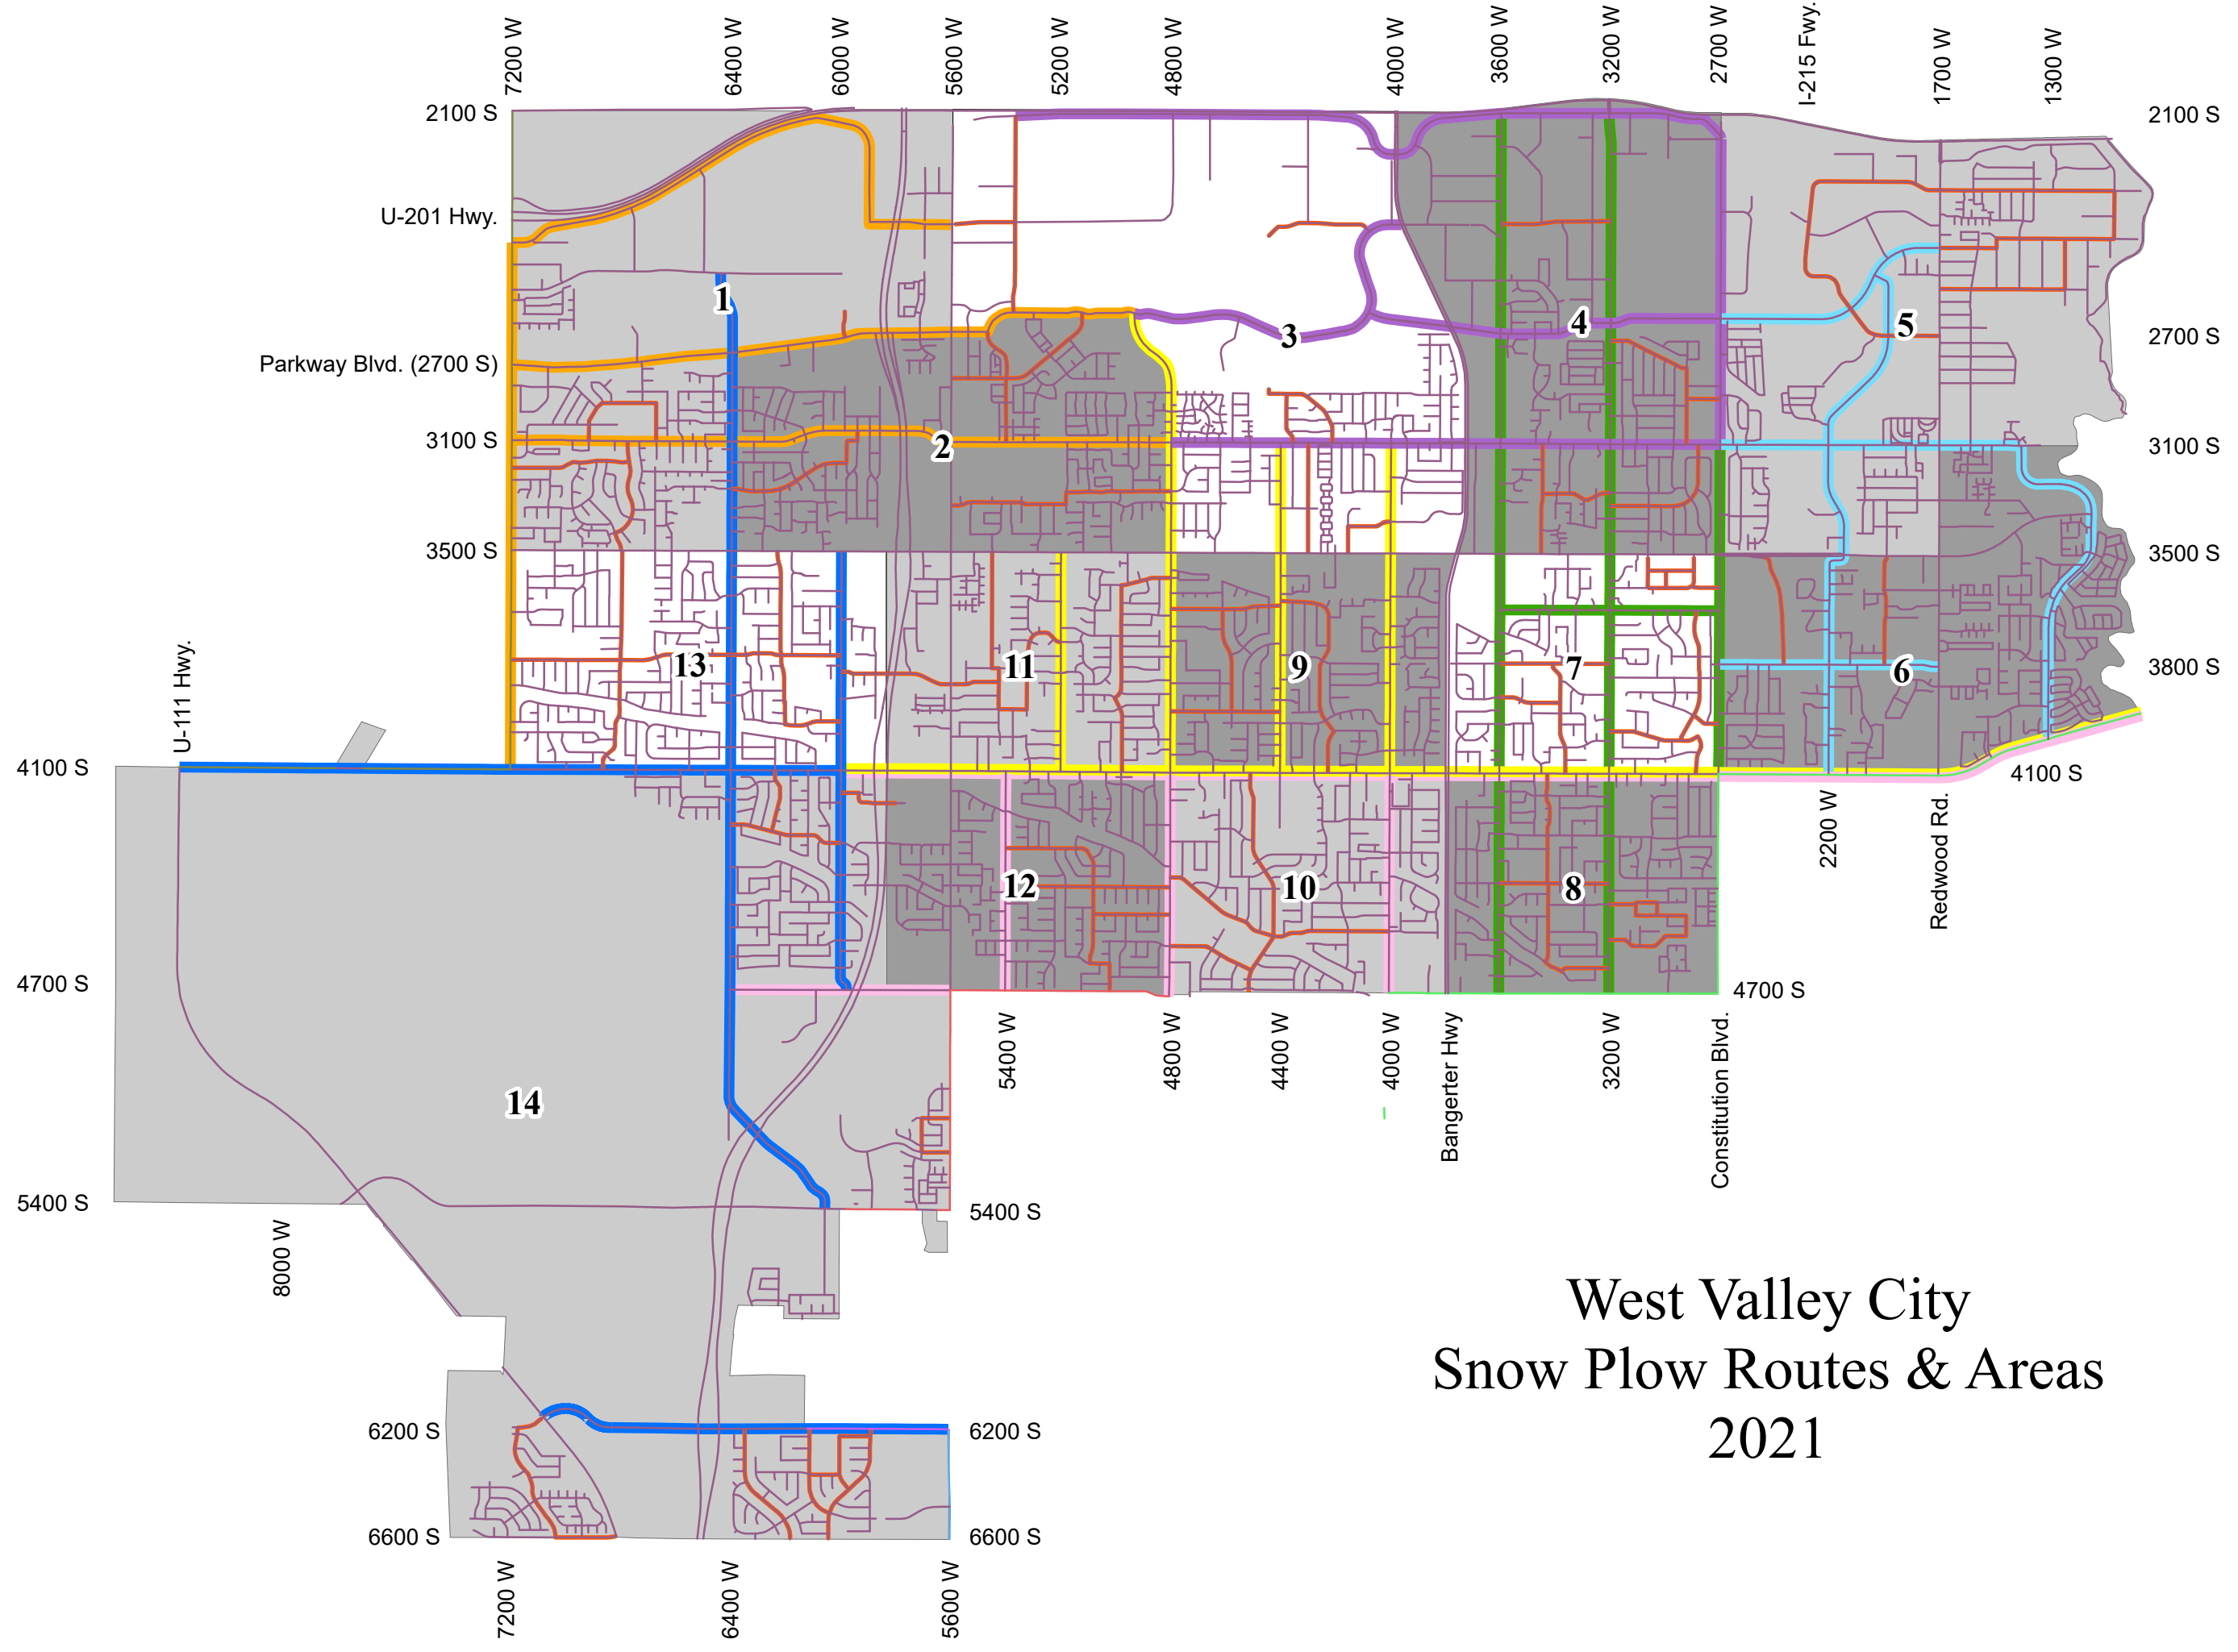 7200 W
6400 W
6000 W
5600 W
5200 W
4800 W
4000 W
3600 W
3200 W
2700 W
I-215 Fwy.
1700 W
1300 W
2100 S
2100 S
U-201 Hwy.
1
3
4
5
2700 S
Parkway Blvd. (2700 S)
3100 S
2
3100 S
3500 S
3500 S
U-111 Hwy.
13
11
9
7
6
3800 S
4100 S
4100 S
2200 W
Redwood Rd.
12
10
8
4700 S
4700 S
5400 W
4800 W
4400 W
4000 W
Bangerter Hwy
3200 W
Constitution Blvd.
14
5400 S
5400 S
8000 W
West Valley City
Snow Plow Routes & Areas
2021
6200 S
6200 S
6600 S
6600 S
7200 W
6400 W
5600 W